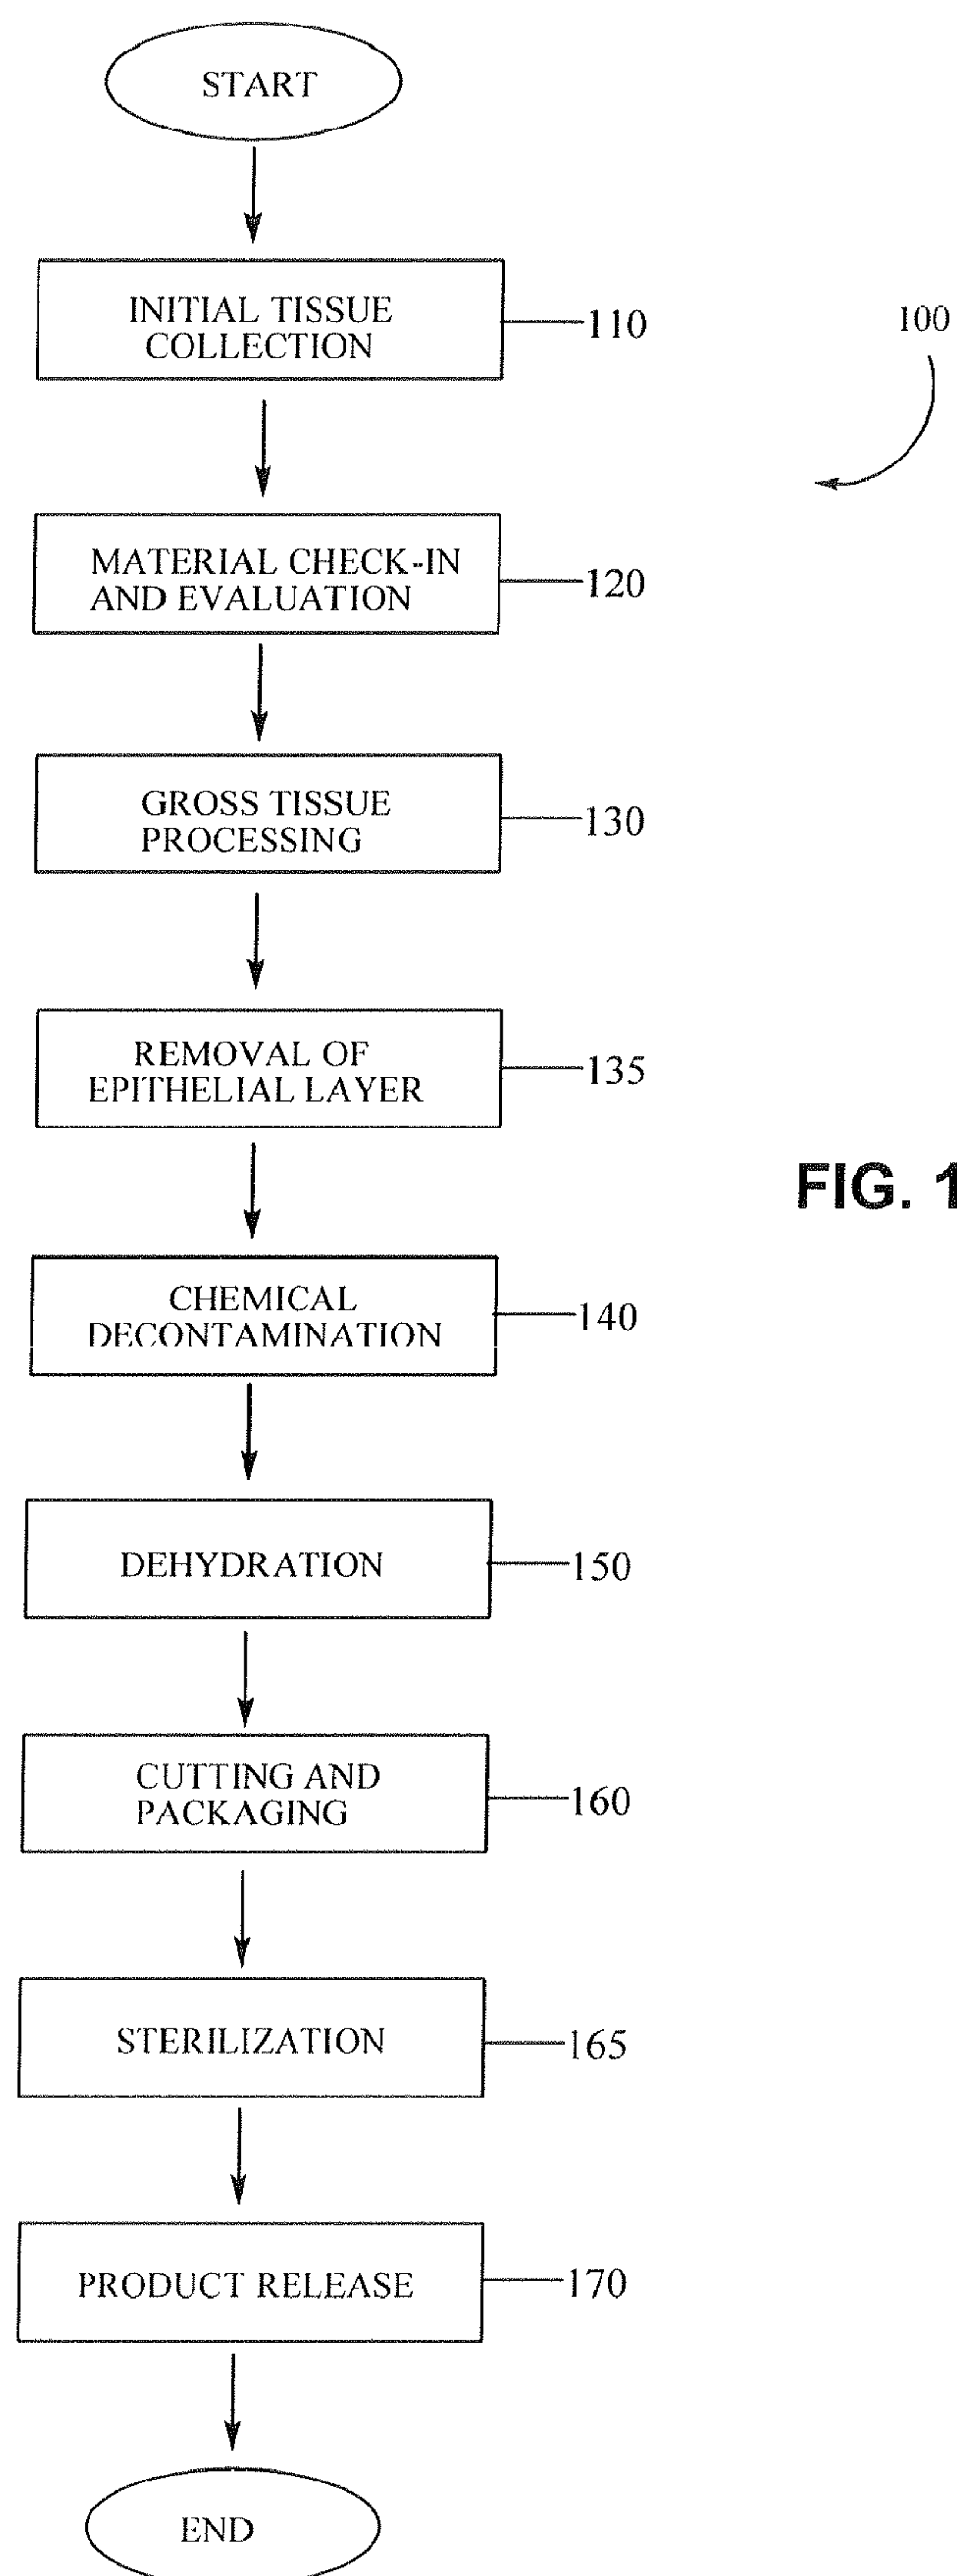 START
INITIAL TISSUE
COLLECTION
110
100
MATERIAL CHECK-IN
AND EVALUATION
120
GROSS TISSUE
PROCESSING
130
REMOVAL OF
EPITHELIAL LAYER
135
FIG. 1
CHEMICAL
DECONTAMINATION
140
DEHYDRATION
150
CUTTING AND
PACKAGING
160
STERILIZATION
165
PRODUCT RELEASE
170
END